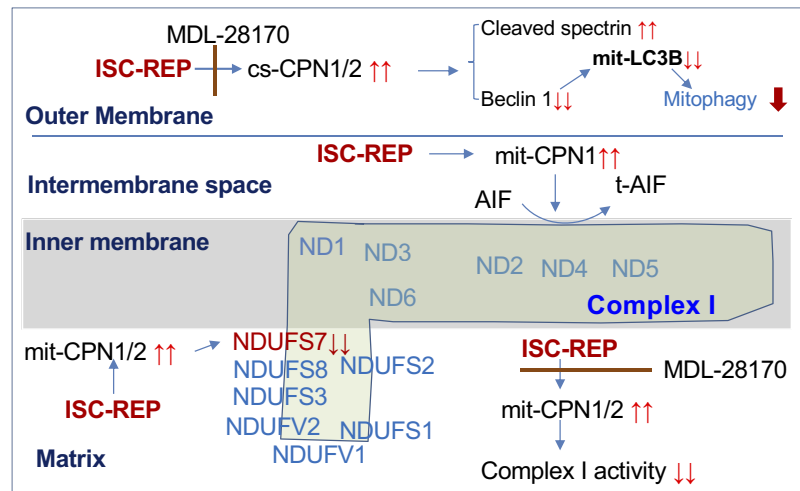 MDL-28170
ISC-REP
cs-CPN1/2 ↑↑
Cleaved spectrin ↑↑
mit-LC3B↓↓
Beclin 1↓↓
Mitophagy
Outer Membrane
ISC-REP
mit-CPN1↑↑
Intermembrane space
AIF
t-AIF
Inner membrane
ND1
ND3
ND2
ND4
ND5
ND6
Complex I
mit-CPN1/2 ↑↑
NDUFS7↓↓
NDUFS8
NDUFS2
NDUFS3
ISC-REP
NDUFV2
NDUFS1
NDUFV1
Matrix
ISC-REP
MDL-28170
mit-CPN1/2 ↑↑
Complex I activity ↓↓